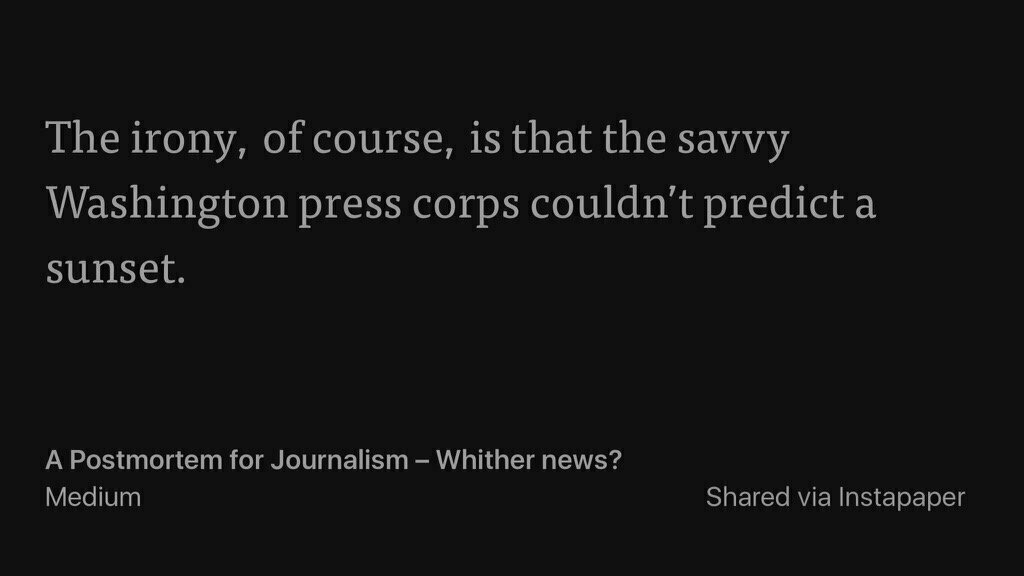 The irony, of course, is that the savvy
Washington press corps couldn’t predict a
sunset.
A Postmortem for Journalism – Whither news?
Medium
Shared via Instapaper